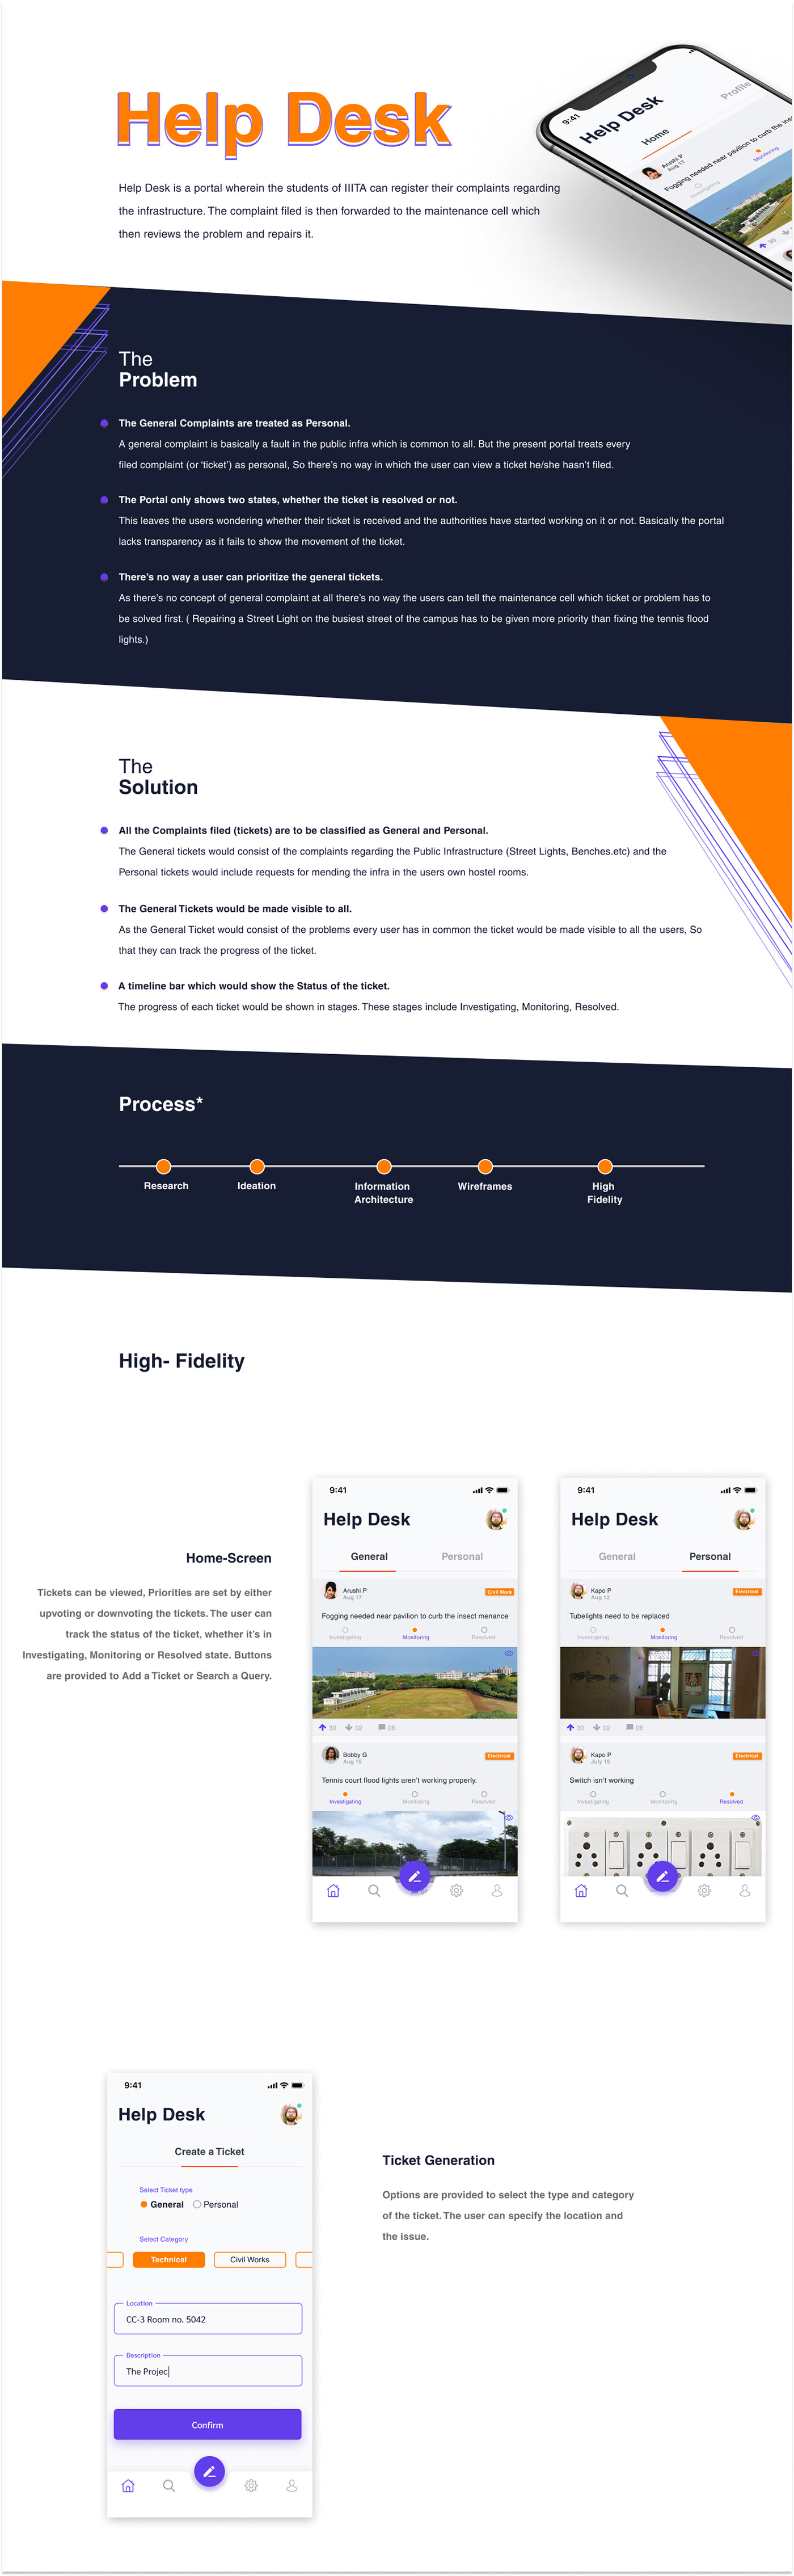 Help Desk
Help Desk is a portal wherein the students of IIITA can register their complaints regarding
the infrastructure. The complaint filed is then forwarded to the maintenance cell which
then reviews the problem and repairs it.
9:41
Help Desk
Home
Profile
Arushi P
Aug 17
Fogging needed near pavilion to curb the inse
Investigating
Monitoring
30
The
Problem
The General Complaints are treated as Personal.
A general complaint is basically a fault in the public infra which is common to all. But the present portal treats every
filed complaint (or ‘ticket’) as personal, So there’s no way in which the user can view a ticket he/she hasn’t filed.
The Portal only shows two states, whether the ticket is resolved or not.
This leaves the users wondering whether their ticket is received and the authorities have started working on it or not. Basically the portal
lacks transparency as it fails to show the movement of the ticket.
There’s no way a user can prioritize the general tickets.
As there’s no concept of general complaint at all there’s no way the users can tell the maintenance cell which ticket or problem has to
be solved first. ( Repairing a Street Light on the busiest street of the campus has to be given more priority than fixing the tennis flood
lights.)
The
Solution
All the Complaints filed (tickets) are to be classified as General and Personal.
The General tickets would consist of the complaints regarding the Public Infrastructure (Street Lights, Benches.etc) and the
Personal tickets would include requests for mending the infra in the users own hostel rooms.
The General Tickets would be made visible to all.
As the General Ticket would consist of the problems every user has in common the ticket would be made visible to all the users, So
that they can track the progress of the ticket.
A timeline bar which would show the Status of the ticket.
The progress of each ticket would be shown in stages. These stages include Investigating, Monitoring, Resolved.
Process*
Research
Ideation
Information
Architecture
Wireframes
High
Fidelity
High- Fidelity
Home-Screen
Tickets can be viewed, Priorities are set by either
upvoting or downvoting the tickets. The user can
track the status of the ticket, whether it’s in
Investigating, Monitoring or Resolved state. Buttons
are provided to Add a Ticket or Search a Query.
9:41
Help Desk
General Personal
Arushi P
Aug 17
Civil Work
Fogging needed near pavilion to curb the insect menance
Investigating Monitoring Resolved
30 02 06
Bobby G
Aug 15
Electrical
Tennis court flood lights aren’t working properly.
Investigating Monitoring Resolved
9:41
Help Desk
General Personal
Kapo P
Aug 12
Electrical
Tubelights need to be replaced
Investigating Monitoring Resolved
30 02 06
Kapo P
July 15
Electrical
Switch isn’t working
Investigating Monitoring Resolved
9:41
Help Desk
Create a Ticket
Select Ticket type
General Personal
Select Category
Technical Civil Works
Location
CC-3 Room no. 5042
Description
The Projec
Confirm
Ticket Generation
Options are provided to select the type and category
of the ticket. The user can specify the location and
the issue.